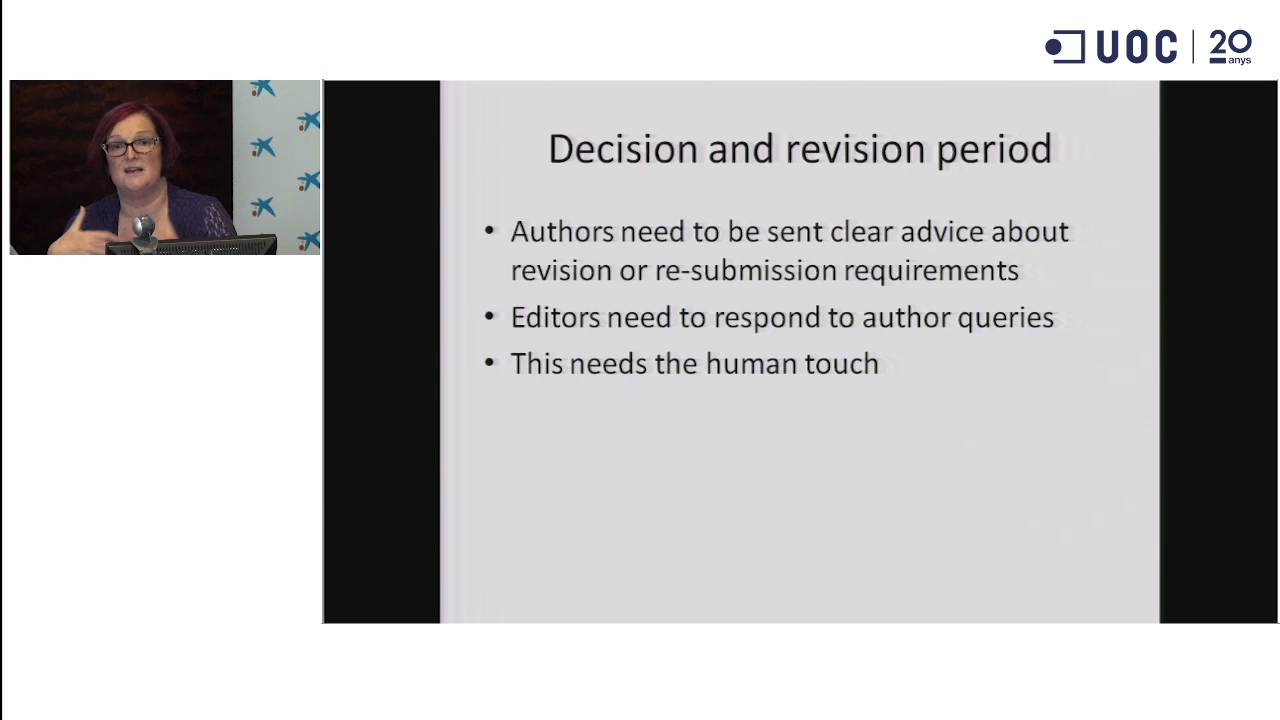 UOC
20
anys
Decision and revision period
• Authors need to be sent clear advice about
revision or re-submission requirements
• Editors need to respond to author queries
• This needs the human touch